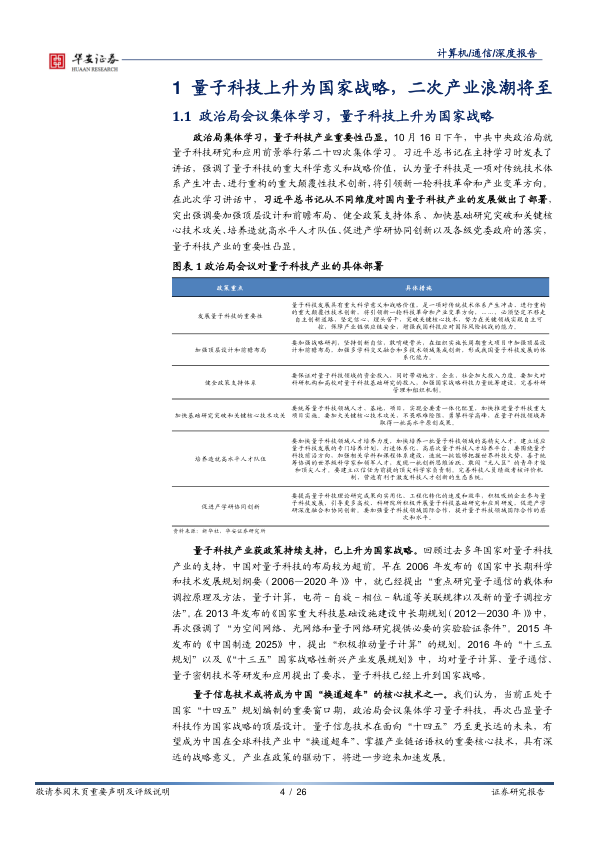 华安证券
HUAAN RESEARCH
计算机/通信/深度报告
1 量子科技上升为国家战略，二次产业浪潮将至
1.1 政治局会议集体学习，量子科技上升为国家战略
政治局集体学习，量子科技产业重要性凸显。10 月 16 日下午，中共中央政治局就
量子科技研究和应用前景举行第二十四次集体学习。习近平总书记在主持学习时发表了
讲话，强调了量子科技的重大科学意义和战略价值，认为量子科技是一项对传统技术体
系产生冲击、进行重构的重大颠覆性技术创新，将引领新一轮科技革命和产业变革方向。
在此次学习讲话中，习近平总书记从不同维度对国内量子科技产业的发展做出了部署，
突出强调要加强顶层设计和前瞻布局、健全政策支持体系、加快基础研究突破和关键核
心技术攻关、培养造就高水平人才队伍、促进产学研协同创新以及各级党委政府的落实，
量子科技产业的重要性凸显。
图表 1 政治局会议对量子科技产业的具体部署
政策重点 具体措施
发展量子科技的重要性
量子科技发展具有重大科学意义和战略价值，是一项对传统技术体系产生冲击、进行重构
的重大颠覆性技术创新，将引领新一轮科技革命和产业变革方向。……，必须坚定不移走
自主创新道路，坚定信心、埋头苦干，突破关键核心技术，努力在关键领域实现自主可
控，保障产业链供应链安全，增强我国科技应对国际风险挑战的能力。
加强顶层设计和前瞻布局
要加强战略研判，坚持创新自信，敢啃硬骨头，在组织实施长周期重大项目中加强顶层设
计和前瞻布局，加强多学科交叉融合和多技术领域集成创新，形成我国量子科技发展的体
系化能力。
健全政策支持体系
要保证对量子科技领域的资金投入，同时带动地方、企业、社会加大投入力度。要加大对
科研机构和高校对量子科技基础研究的投入，加强国家战略科技力量统筹建设，完善科研
管理和组织机制。
加快基础研究突破和关键核心技术攻关
要统筹量子科技领域人才、基地、项目，实现全要素一体化配置，加快推进量子科技重大
项目实施。要加大关键核心技术攻关，不畏艰难险阻，勇攀科学高峰，在量子科技领域再
取得一批高水平原创成果。
培养造就高水平人才队伍
要加快量子科技领域人才培养力度，加快培养一批量子科技领域的高精尖人才，建立适应
量子科技发展的专门培养计划，打造体系化、高层次量子科技人才培养平台。要围绕量子
科技前沿方向，加强相关学科和课程体系建设，造就一批能够把握世界科技大势、善于统
筹协调的世界级科学家和领军人才，发现一批创新思维活跃、敢闯“无人区”的青年才俊
和顶尖人才。要建立以信任为前提的顶尖科学家负责制，完善科技人员绩效考核评价机
制，营造有利于激发科技人才创新的生态系统。
促进产学研协同创新
要提高量子科技理论研究成果向实用化、工程化转化的速度和效率，积极吸纳企业参与量
子科技发展，引导更多高校、科研院所积极开展量子科技基础研究和应用研发，促进产学
研深度融合和协同创新。要加强量子科技领域国际合作，提升量子科技领域国际合作的层
次和水平。
资料来源：新华社，华安证券研究所
量子科技产业获政策持续支持，已上升为国家战略。回顾过去多年国家对量子科技
产业的支持，中国对量子科技的布局较为超前。早在 2006 年发布的《国家中长期科学
和技术发展规划纲要（2006—2020 年）》中，就已经提出“重点研究量子通信的载体和
调控原理及方法，量子计算，电荷－自旋－相位－轨道等关联规律以及新的量子调控方
法”。在 2013 年发布的《国家重大科技基础设施建设中长期规划（2012—2030 年）》中，
再次强调了“为空间网络、光网络和量子网络研究提供必要的实验验证条件”。2015 年
发布的《中国制造 2025》中，提出“积极推动量子计算”的规划。2016 年的“十三五
规划”以及《“十三五”国家战略性新兴产业发展规划》中，均对量子计算、量子通信、
量子密钥技术等研发和应用提出了要求，量子科技已经上升到国家战略。
量子信息技术或将成为中国“换道超车”的核心技术之一。我们认为，当前正处于
国家“十四五”规划编制的重要窗口期，政治局会议集体学习量子科技，再次凸显量子
科技作为国家战略的顶层设计。量子信息技术在面向“十四五”乃至更长远的未来，有
望成为中国在全球科技产业中“换道超车”、掌握产业链话语权的重要核心技术，具有深
远的战略意义。产业在政策的驱动下，将进一步迎来加速发展。
敬请参阅末页重要声明及评级说明 4 / 26 证券研究报告